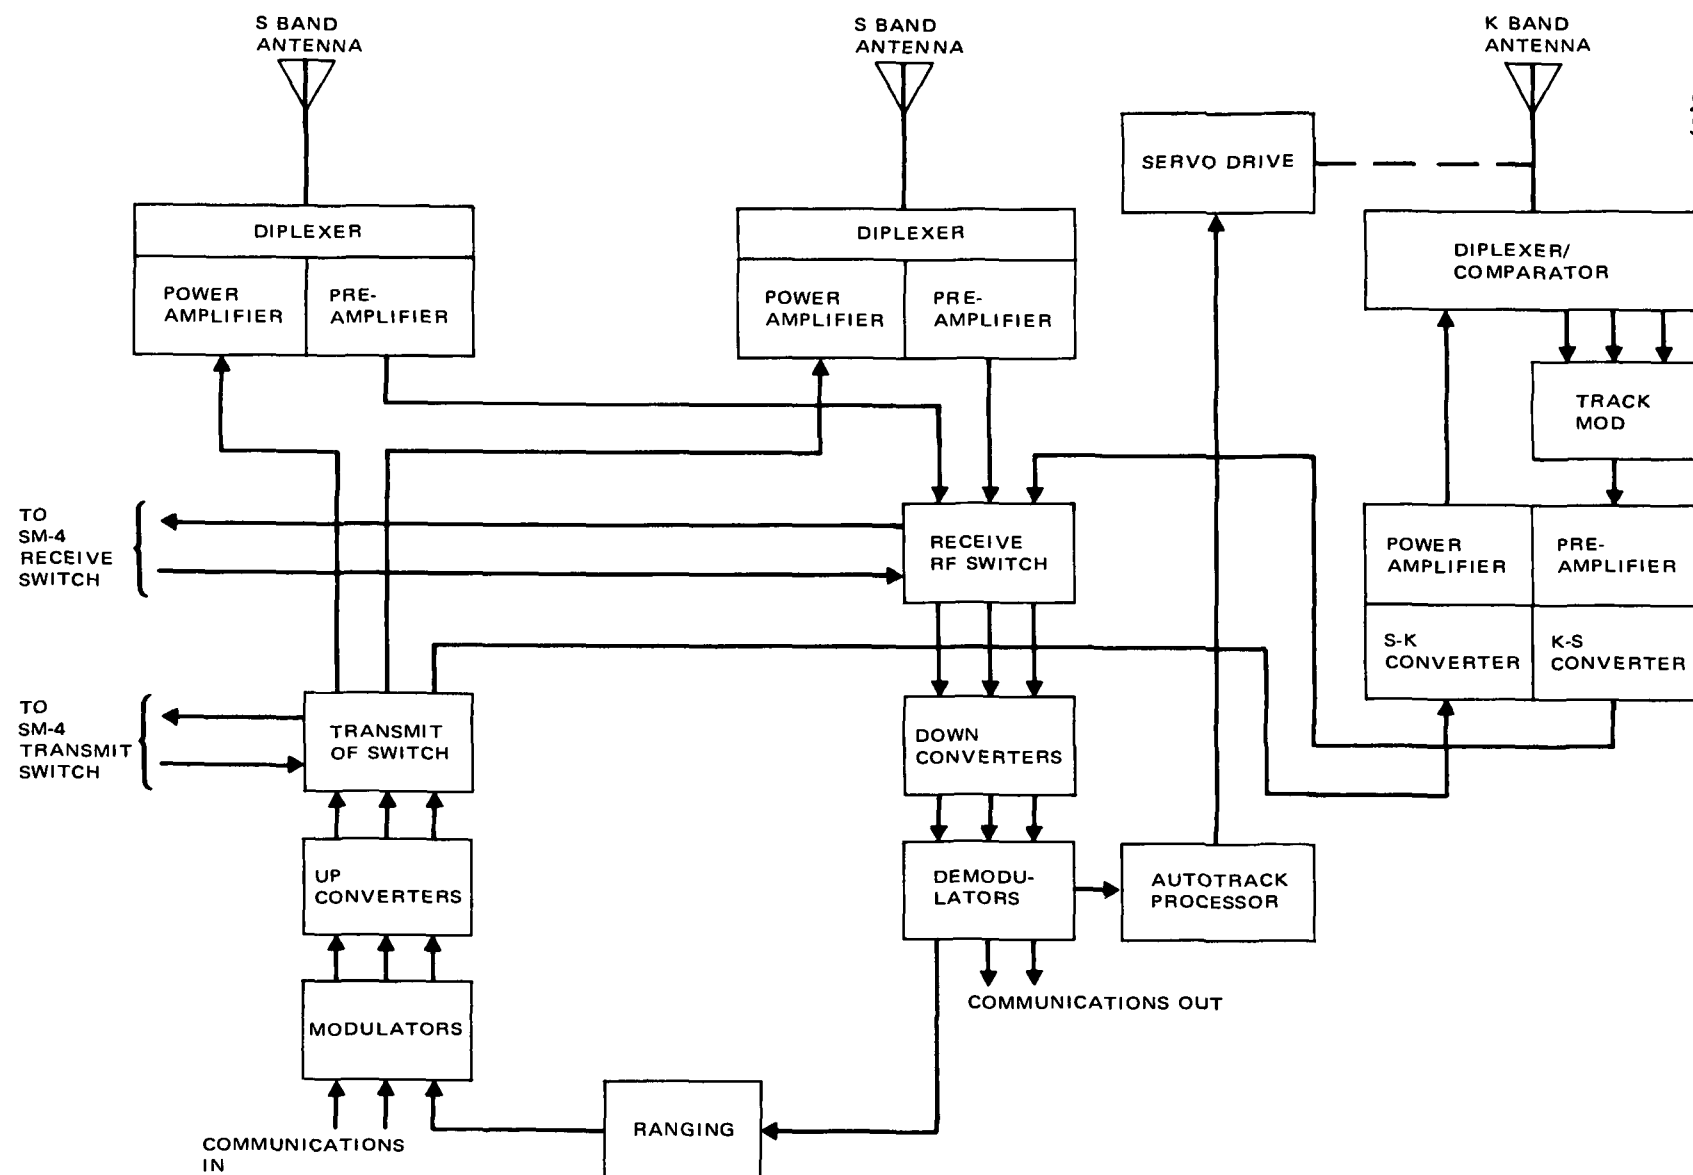 S BAND
ANTENNA
S BAND
ANTENNA
K BAND
ANTENNA
SERVO DRIVE
DIPLEXER
DIPLEXER
DIPLEXER/
COMPARATOR
POWER
AMPLIFIER
PRE-
AMPLIFIER
POWER
AMPLIFIER
PRE-
AMPLIFIER
TRACK
MOD
TO
SM-4
RECEIVE
SWITCH
RECEIVE
RF SWITCH
POWER
AMPLIFIER
PRE-
AMPLIFIER
S-K
CONVERTER
K-S
CONVERTER
TO
SM-4
TRANSMIT
SWITCH
TRANSMIT
OF SWITCH
DOWN
CONVERTERS
UP
CONVERTERS
DEMODU-
LATORS
AUTOTRACK
PROCESSOR
COMMUNICATIONS OUT
MODULATORS
RANGING
COMMUNICATIONS
IN